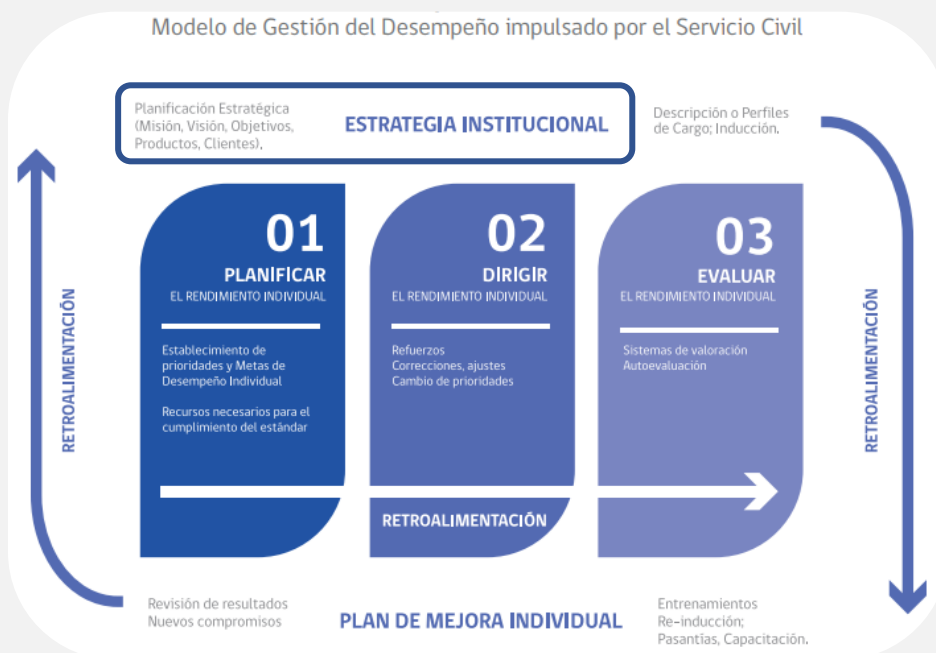 Modelo de Gestión del Desempeño impulsado por el Servicio Civil
Planificación Estratégica
(Misión, Visión, Objetivos,
Productos, Clientes).
ESTRATEGIA INSTITUCIONAL
Descripción o Perfiles
de Cargo; Inducción.
RETROALIMENTACIÓN
01
PLANIFICAR
EL RENDIMIENTO INDIVIDUAL
Establecimiento de
prioridades y Metas de
Desempeño Individual
Recursos necesarios para el
cumplimiento del estándar
02
DIRIGIR
EL RENDIMIENTO INDIVIDUAL
Refuerzos
Correcciones, ajustes
Cambio de prioridades
RETROALIMENTACIÓN
03
EVALUAR
EL RENDIMIENTO INDIVIDUAL
Sistemas de valoración
Autoevaluación
RETROALIMENTACIÓN
Revisión de resultados
Nuevos compromisos
PLAN DE MEJORA INDIVIDUAL
Entrenamientos
Re-inducción;
Pasantías, Capacitación.